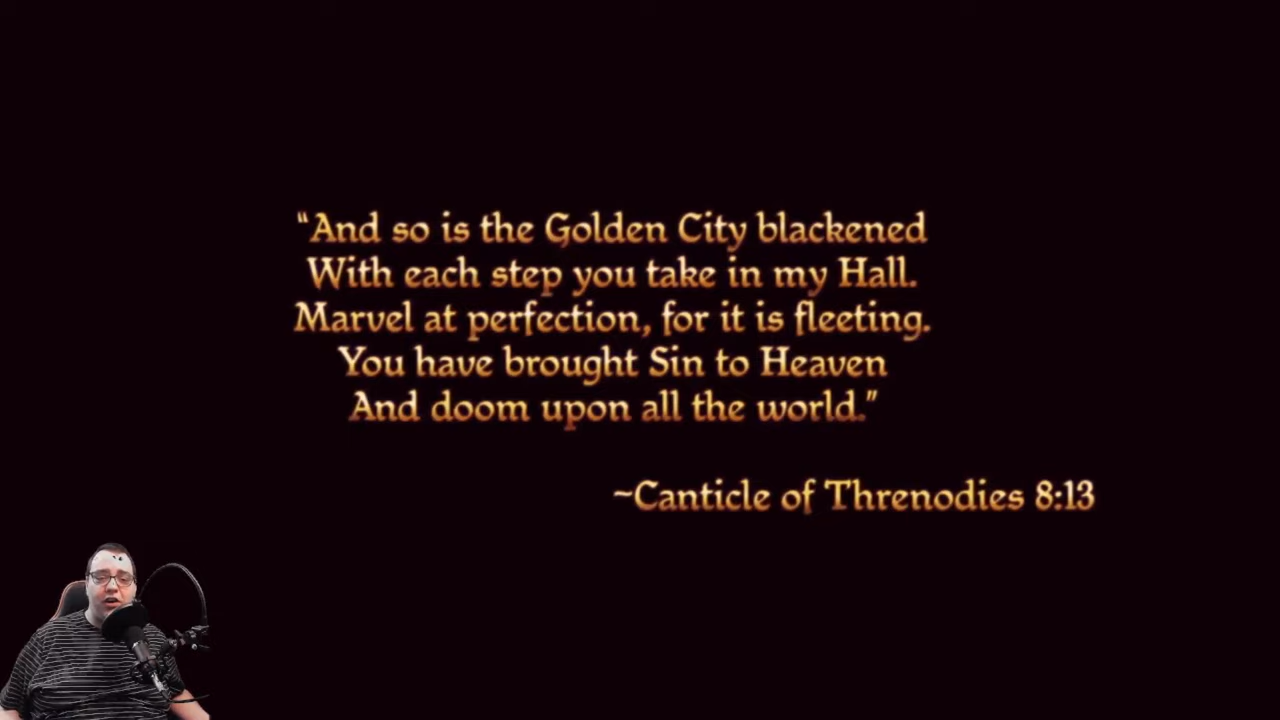 “And so is the Golden City blackened
With each step you take in my Hall.
Marvel at perfection, for it is fleeting.
You have brought Sin to Heaven
And doom upon all the world.”
~Canticle of Threnodies 8:13